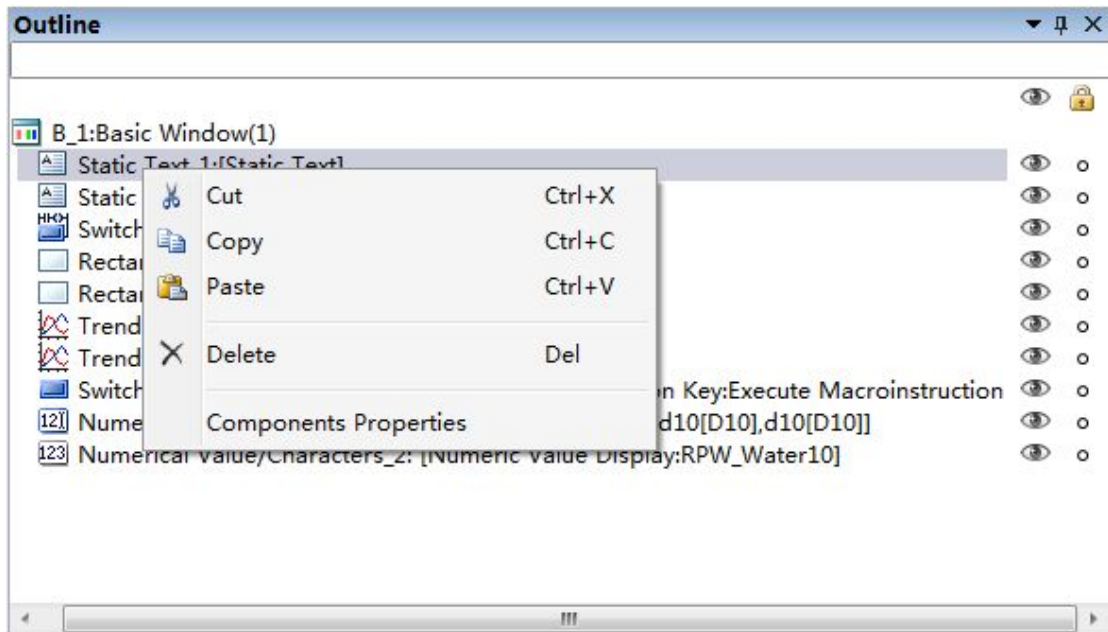 Outline
B_1:Basic Window(1)
Static Text_1:[Static Text]
Static
Cut Ctrl+X
Switch
Copy Ctrl+C
Rectan
Rectan
Paste Ctrl+V
Trend
Trend
Delete Del
Switch n Key:Execute Macroinstruction
Nume d10[D10],d10[D10]]
Components Properties
Numerical Value/Characters_2: [Numeric Value Display:RPW_Water10]